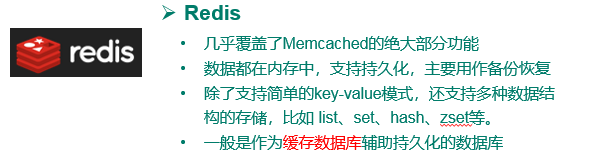 Redis
redis
几乎覆盖了Memcached的绝大部分功能
数据都在内存中，支持持久化，主要用作备份恢复
除了支持简单的key-value模式，还支持多种数据结
构的存储，比如 list、set、hash、zset等。
一般是作为缓存数据库辅助持久化的数据库